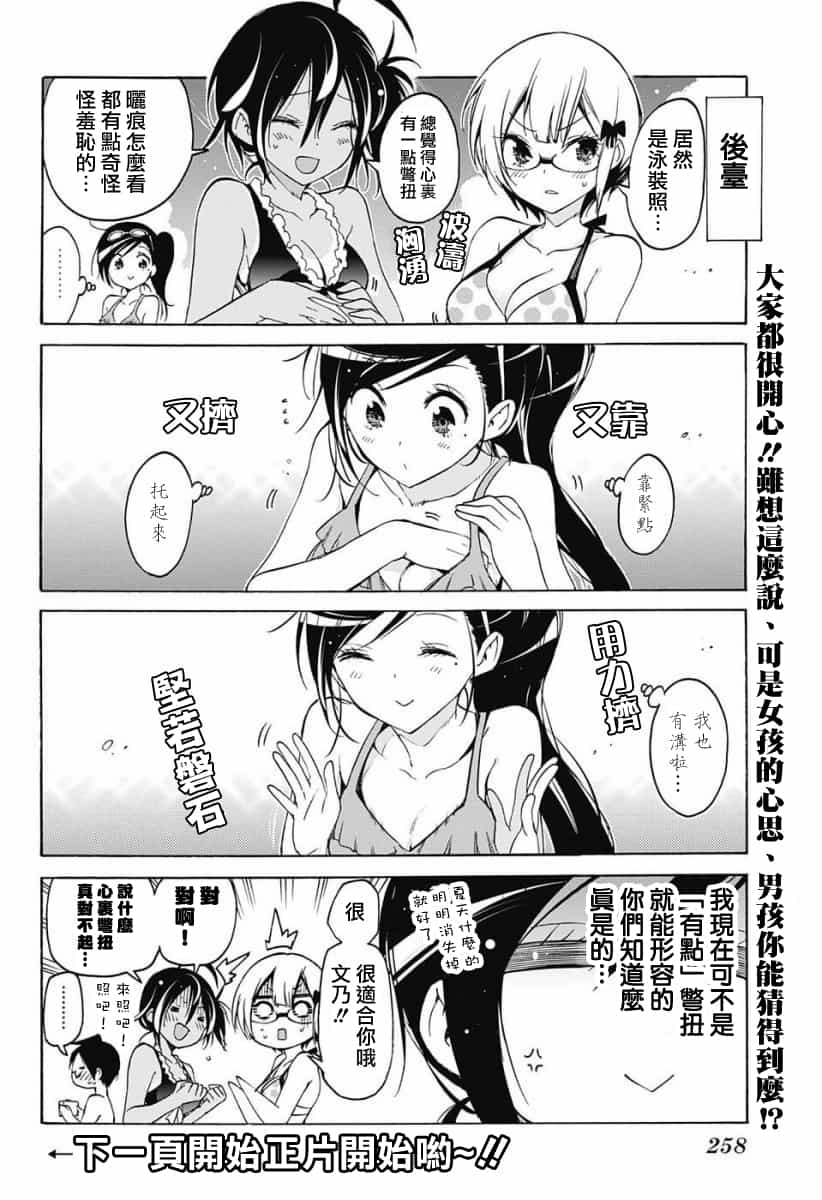 後臺
居然
是泳裝照…
總覺得心裏
有一點彆扭
波濤
洶湧
曬痕怎麼看
都有點奇怪
怪羞恥的…
………
大家都很開心!!雖想這麼說、可是女孩的心思、男孩你能猜得到麼!?
又靠
靠緊點
又擠
托起來
用力擠
我也
有溝啦…
堅若磐石
我現在可不是
「有點」彆扭
就能形容的
你們知道麼
真是的…
夏天什麼的
明明消失掉
就好了
很
很適合你哦
文乃!!
對
對啊!
說什麼
心裏彆扭
真對不起…
來照吧!
照吧!
………
258
←下一頁開始正片開始喲~!!